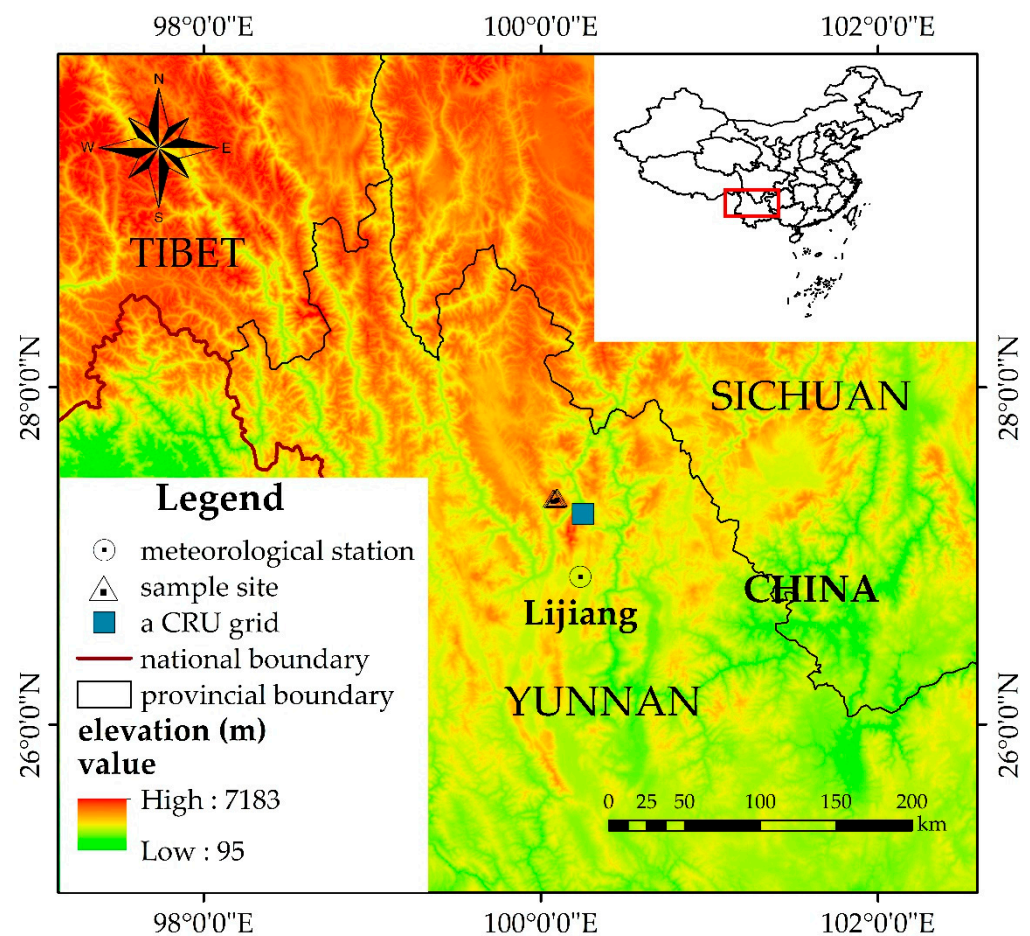 98°0'0"E 100°0'0"E 102°0'0"E
N
W E
S
TIBET
28°0'0"N 28°0'0"N
SICHUAN
Legend
meteorological station
sample site
a CRU grid
national boundary
provincial boundary
elevation (m)
value
High : 7183
Low : 95
CHINA
Lijiang
YUNNAN
26°0'0"N 26°0'0"N
0 25 50 100 150 200
km
98°0'0"E 100°0'0"E 102°0'0"E